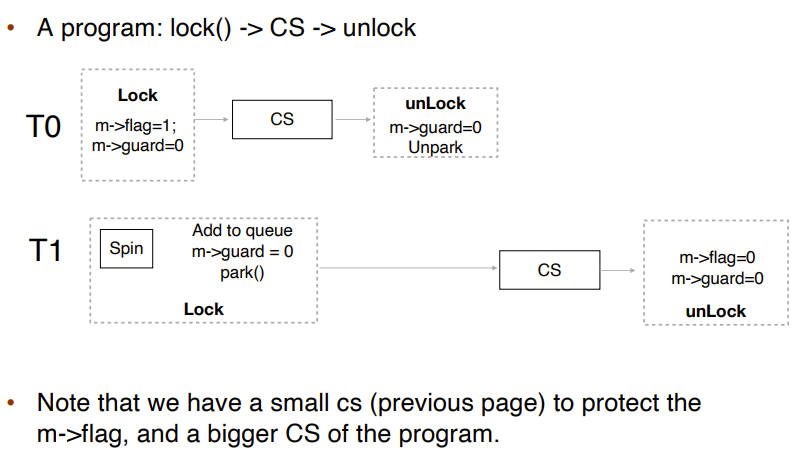 • A program: lock() -> CS -> unlock
T0
Lock
m->flag=1;
m->guard=0
CS
unLock
m->guard=0
Unpark
T1
Spin
Add to queue
m->guard = 0
park()
Lock
CS
m->flag=0
m->guard=0
unLock
• Note that we have a small cs (previous page) to protect the
m->flag, and a bigger CS of the program.